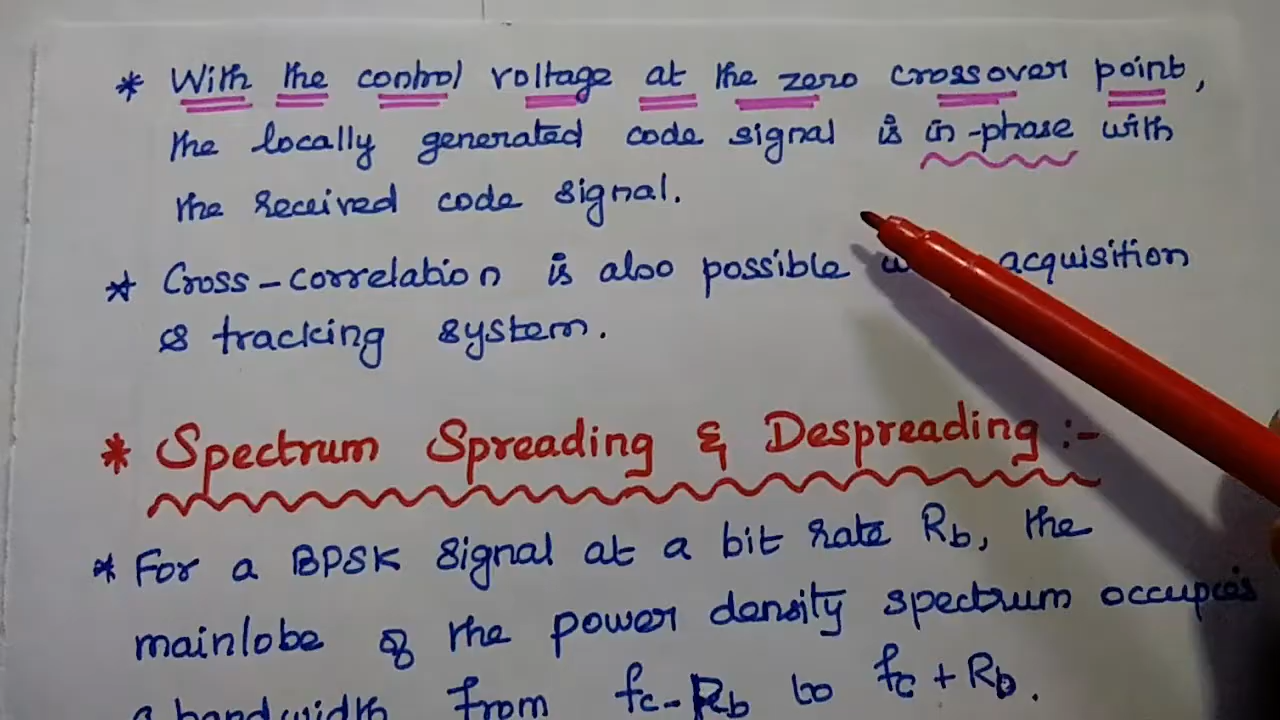 * With the control voltage at the zero crossover point,
the locally generated code signal is in-phase with
the received code signal.
* Cross-correlation is also possible acquisition
& tracking system.
* Spectrum Spreading & Despreading :-
* For a BPSK signal at a bit rate Rb, the
mainlobe of the power density spectrum occupies
a bandwidth from fc-Rb to fc+Rb.